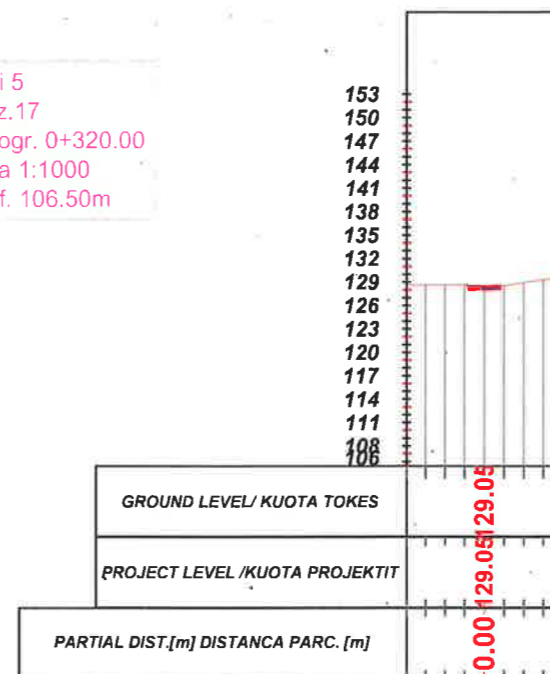 i 5
z.17
ogr. 0+320.00
a 1:1000
f. 106.50m
153
150
147
144
141
138
135
132
129
126
123
120
117
114
111
108
106
GROUND LEVEL/ KUOTA TOKES
129.05
PROJECT LEVEL /KUOTA PROJEKTIT
129.05
PARTIAL DIST.[m] DISTANCA PARC. [m]
0.00